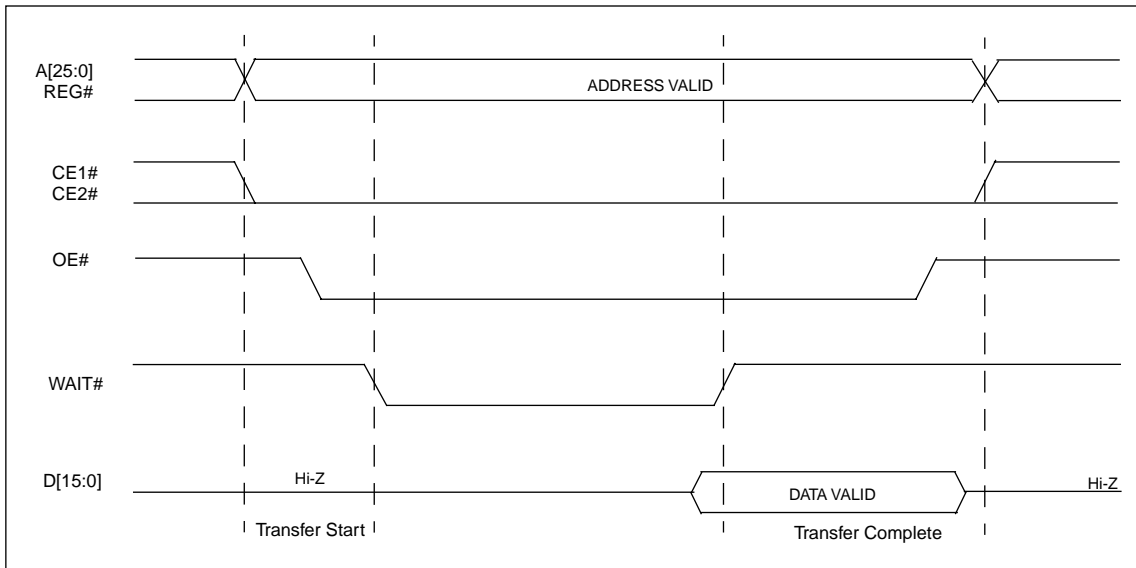 A[25:0]
REG#
ADDRESS VALID
CE1#
CE2#
OE#
WAIT#
D[15:0]
Hi-Z
DATA VALID
Hi-Z
Transfer Start
Transfer Complete